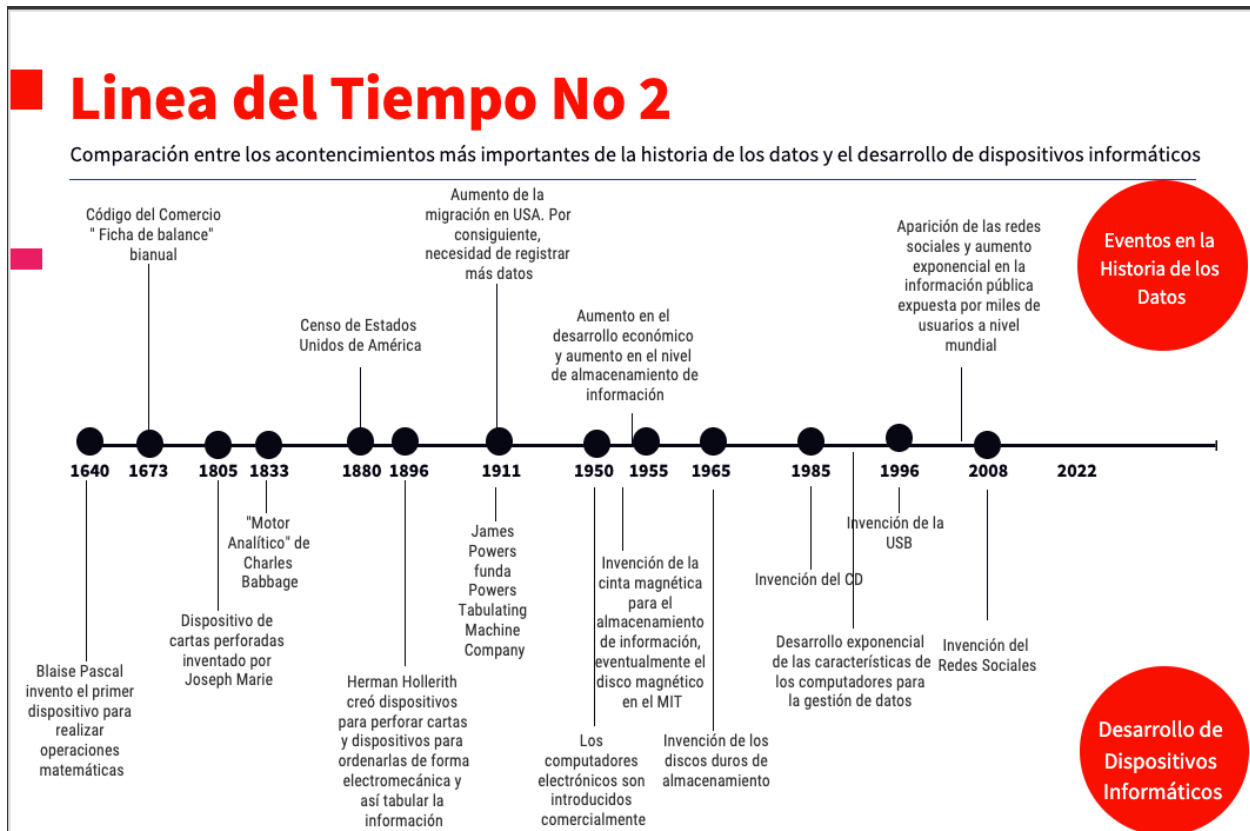 Linea del Tiempo No 2
Comparación entre los acontencimientos más importantes de la historia de los datos y el desarrollo de dispositivos informáticos
Código del Comercio
" Ficha de balance"
bianual
Censo de Estados
Unidos de América
Aumento de la
migración en USA. Por
consiguiente,
necesidad de registrar
más datos
Aumento en el
desarrollo económico
y aumento en el nivel
de almacenamiento de
información
Aparición de las redes
sociales y aumento
exponencial en la
información pública
expuesta por miles de
usuarios a nivel
mundial
Eventos en la
Historia de los
Datos
1640 1673 1805 1833 1880 1896 1911 1950 1955 1965 1985 1996 2008 2022
Blaise Pascal
invento el primer
dispositivo para
realizar
operaciones
matemáticas
Dispositivo de
cartas perforadas
inventado por
Joseph Marie
"Motor
Analítico" de
Charles
Babbage
Herman Hollerith
creó dispositivos
para perforar cartas
y dispositivos para
ordenarlas de forma
electromecánica y
así tabular la
información
James
Powers
funda
Powers
Tabulating
Machine
Company
Los
computadores
electrónicos son
introducidos
comercialmente
Invención de la
cinta magnética
para el
almacenamiento
de información,
eventualmente el
disco magnético
en el MIT
Invención de los
discos duros de
almacenamiento
Invención del CD
Desarrollo exponencial
de las características de
los computadores para
la gestión de datos
Invención de la
USB
Invención del
Redes Sociales
Desarrollo de
Dispositivos
Informáticos